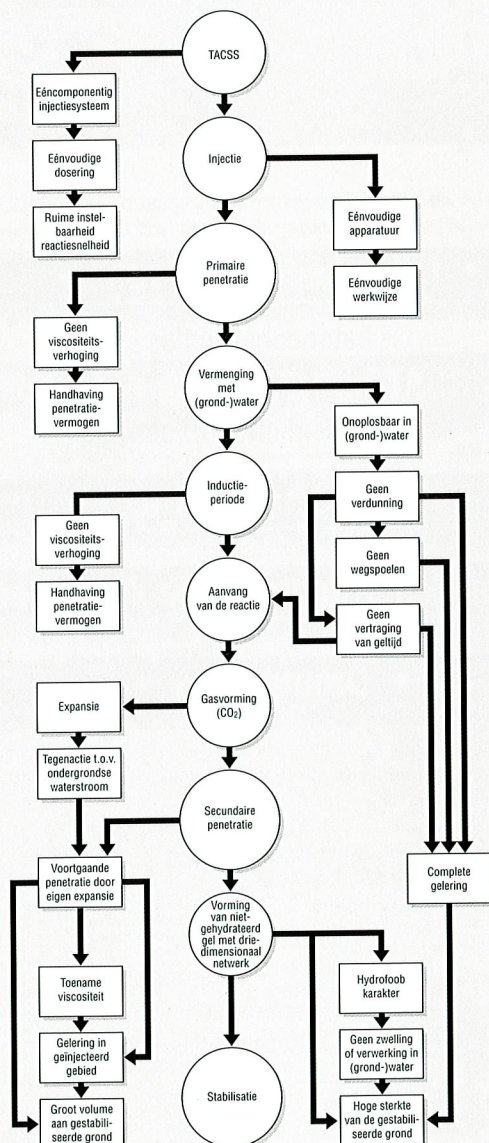 TACSS
Eéncomponentig
injectiesysteem
Eénvoudige
dosering
Ruime instel-
baarheid
reactiesnelheid
Injectie
Eénvoudige
apparatuur
Eénvoudige
werkwijze
Primaire
penetratie
Geen
viscositeits-
verhoging
Handhaving
penetratie-
vermogen
Vermenging
met
(grond-)water
Onoplosbaar in
(grond-)water
Geen
verdunning
Geen
wegspoelen
Geen
vertraging
van geltijd
Inductie-
periode
Geen
viscositeits-
verhoging
Handhaving
penetratie-
vermogen
Aanvang
van de reactie
Gasvorming
(CO₂)
Expansie
Tegenactie t.o.v.
ondergrondse
waterstroom
Secundaire
penetratie
Voortgaande
penetratie door
eigen expansie
Complete
gelering
Vorming
van niet-
gehydrateerd
gel met drie-
dimensionaal
netwerk
Toename
viscositeit
Gelering in
geïnjecteerd
gebied
Groot volume
aan gestabili-
seerde grond
Hydrofoob
karakter
Geen zwelling
of verwerking in
(grond-)water
Hoge sterkte
van de gestabili-
seerde grond
Stabilisatie